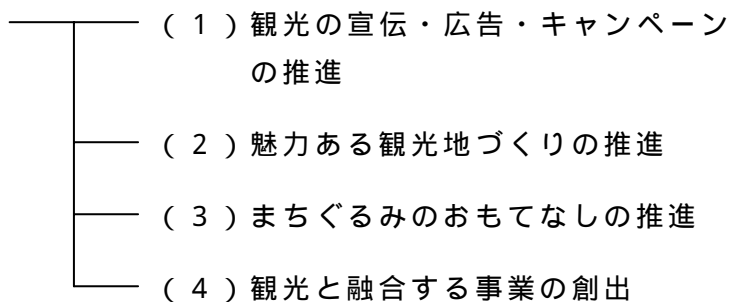 (1)観光の宣伝・広告・キャンペーン
の推進
(2)魅力ある観光地づくりの推進
(3)まちぐるみのおもてなしの推進
(4)観光と融合する事業の創出